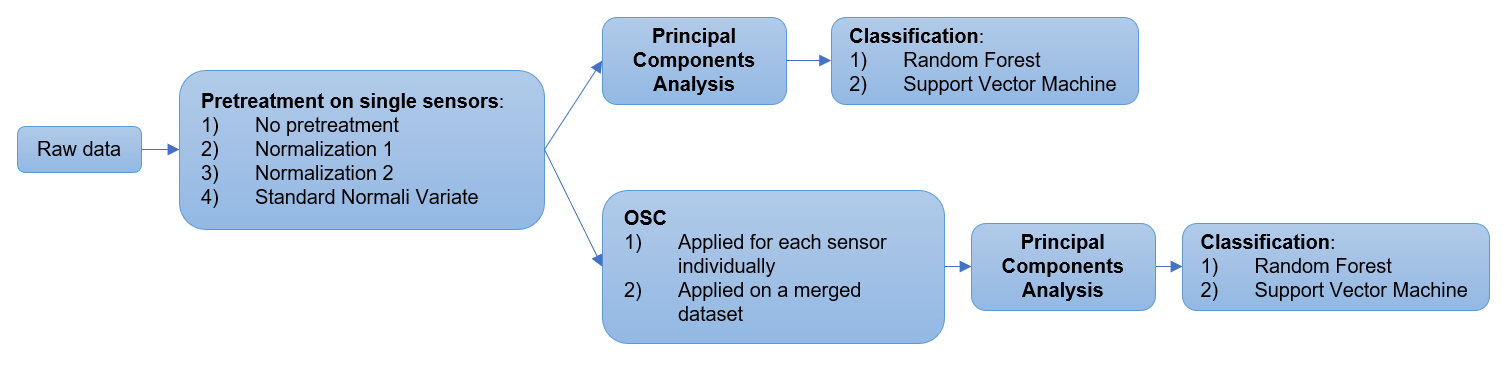 Raw data
Pretreatment on single sensors:
1) No pretreatment
2) Normalization 1
3) Normalization 2
4) Standard Normali Variate
Principal
Components
Analysis
Classification:
1) Random Forest
2) Support Vector Machine
OSC
1) Applied for each sensor
individually
2) Applied on a merged
dataset
Principal
Components
Analysis
Classification:
1) Random Forest
2) Support Vector Machine